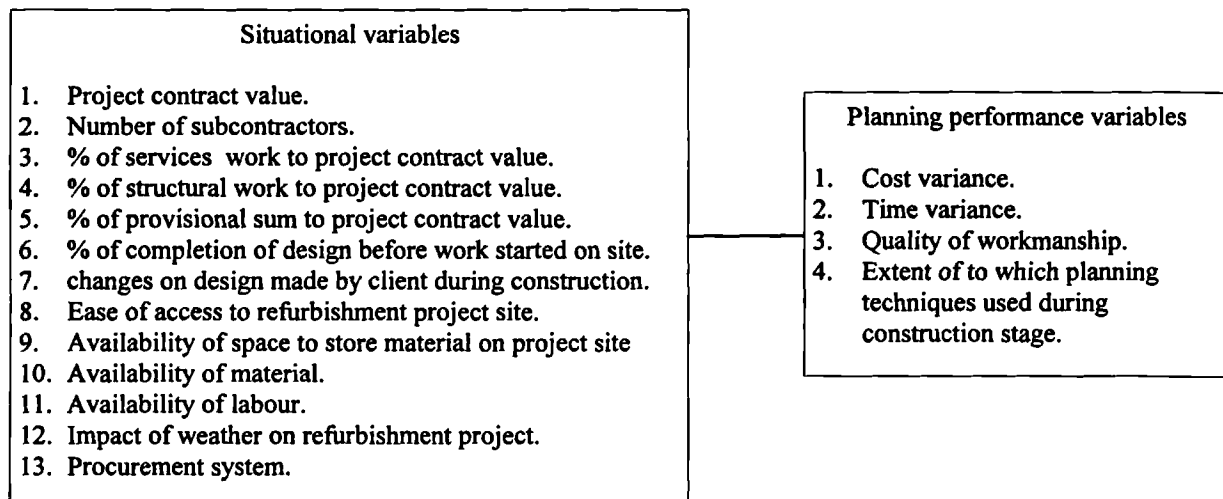 Situational variables
1. Project contract value.
2. Number of subcontractors.
3. % of services work to project contract value.
4. % of structural work to project contract value.
5. % of provisional sum to project contract value.
6. % of completion of design before work started on site.
7. changes on design made by client during construction.
8. Ease of access to refurbishment project site.
9. Availability of space to store material on project site
10. Availability of material.
11. Availability of labour.
12. Impact of weather on refurbishment project.
13. Procurement system.
Planning performance variables
1. Cost variance.
2. Time variance.
3. Quality of workmanship.
4. Extent of to which planning
techniques used during
construction stage.